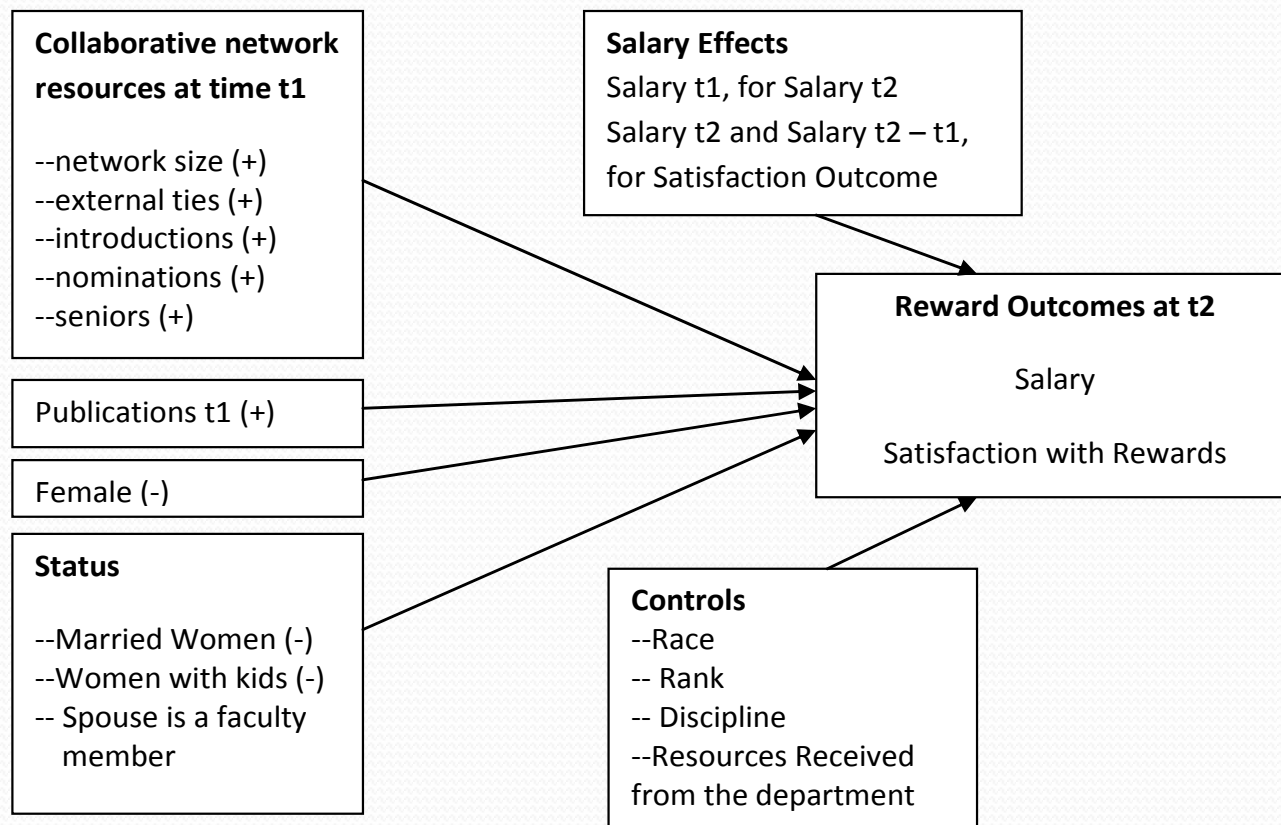 Collaborative network
resources at time t1
--network size (+)
--external ties (+)
--introductions (+)
--nominations (+)
--seniors (+)
Publications t1 (+)
Female (-)
Status
--Married Women (-)
--Women with kids (-)
-- Spouse is a faculty
member
Salary Effects
Salary t1, for Salary t2
Salary t2 and Salary t2 – t1,
for Satisfaction Outcome
Reward Outcomes at t2
Salary
Satisfaction with Rewards
Controls
--Race
-- Rank
-- Discipline
--Resources Received
from the department